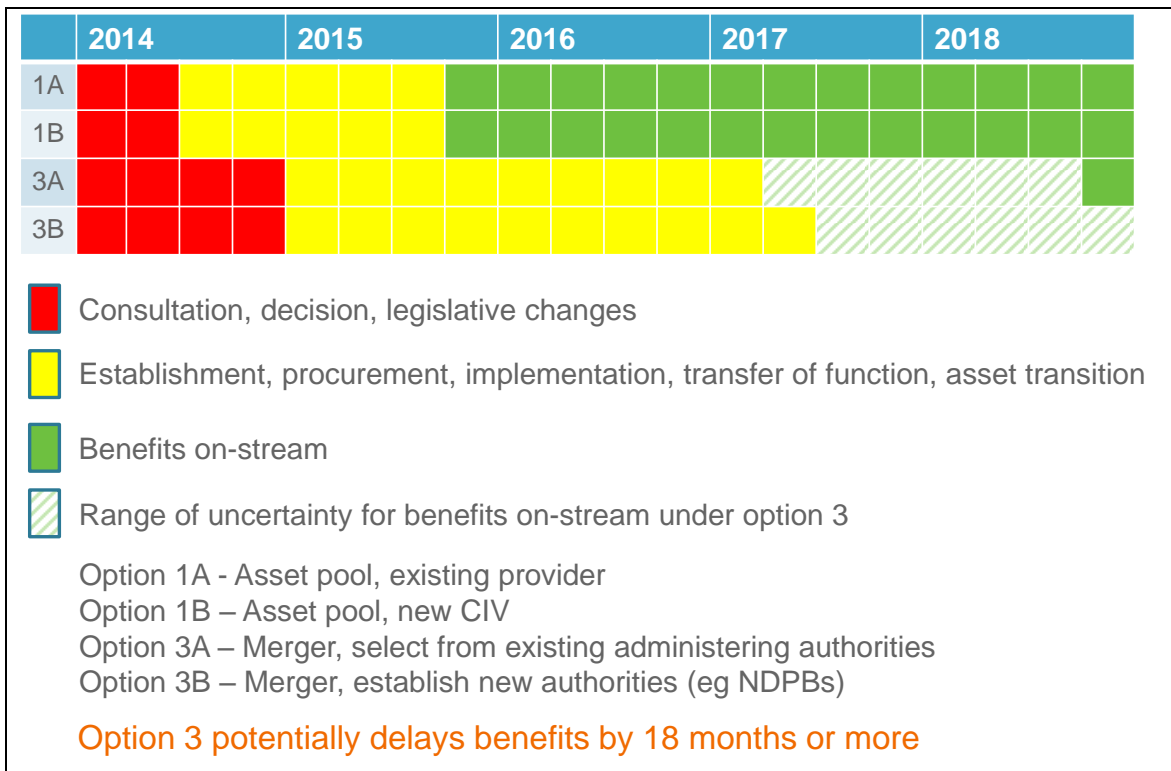 2014 2015 2016 2017 2018
1A
1B
3A
3B
Consultation, decision, legislative changes
Establishment, procurement, implementation, transfer of function, asset transition
Benefits on-stream
Range of uncertainty for benefits on-stream under option 3
Option 1A - Asset pool, existing provider
Option 1B – Asset pool, new CIV
Option 3A – Merger, select from existing administering authorities
Option 3B – Merger, establish new authorities (eg NDPBs)
Option 3 potentially delays benefits by 18 months or more